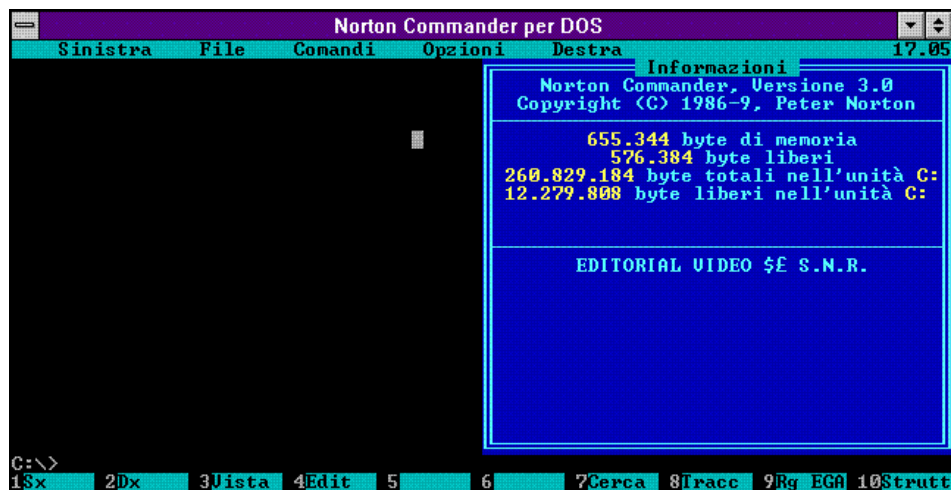 Norton Commander per DOS
Sinistra File Comandi Opzioni Destra 17.05
Informazioni
Norton Commander, Versione 3.0
Copyright (C) 1986-9, Peter Norton
655.344 byte di memoria
576.384 byte liberi
260.829.184 byte totali nell'unità C:
12.279.808 byte liberi nell'unità C:
EDITORIAL VIDEO $£ S.N.R.
C:\>
1Sx 2Dx 3Vista 4Edit 5 6 7Cerca 8Tracc 9Rg EGA 10Strutt